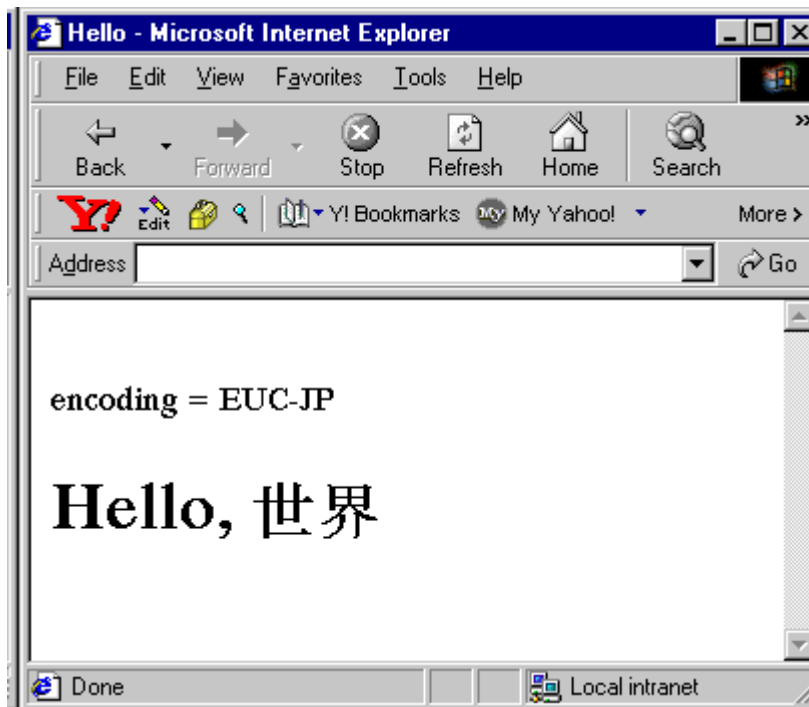 Hello - Microsoft Internet Explorer
File Edit View Favorites Tools Help
Back Forward Stop Refresh Home Search »
Y! Edit Y! Bookmarks My My Yahoo! More >
Address Go
encoding = EUC-JP
Hello, 世界
Done Local intranet